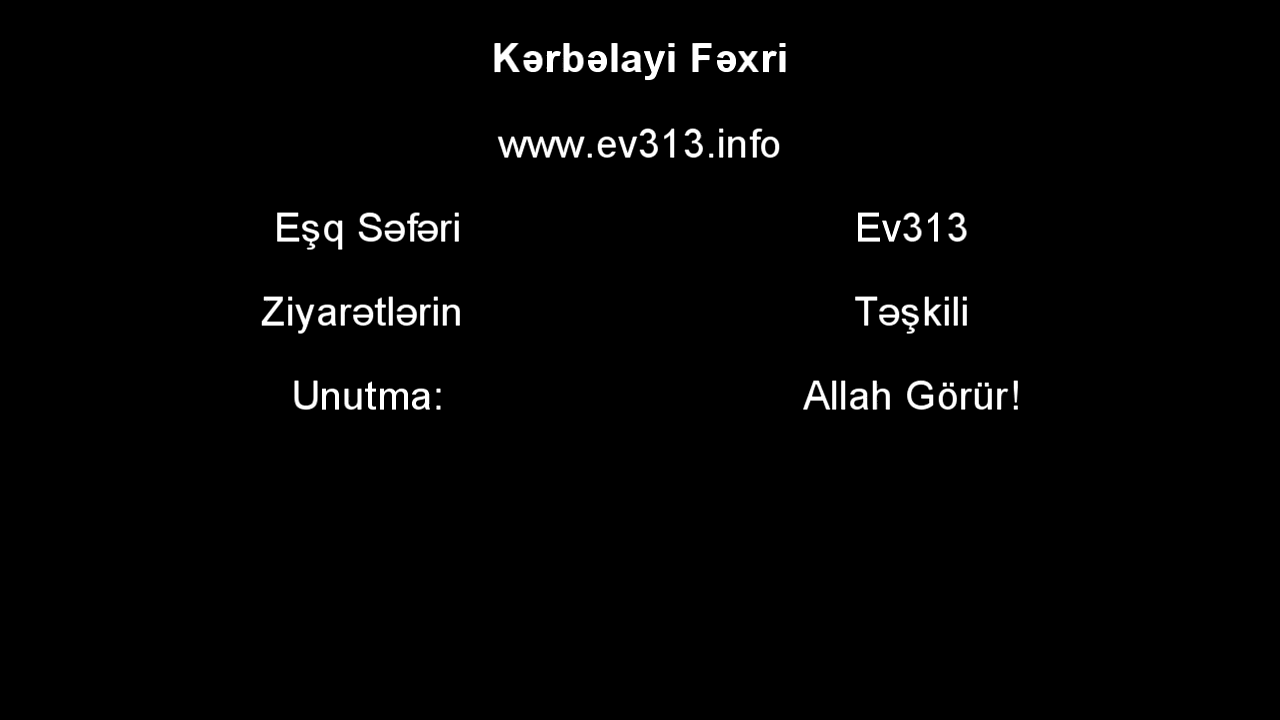 Kərbəlayi Fəxri
www.ev313.info
Eşq Səfəri Ev313
Ziyarətlərin Təşkili
Unutma: Allah Görür!